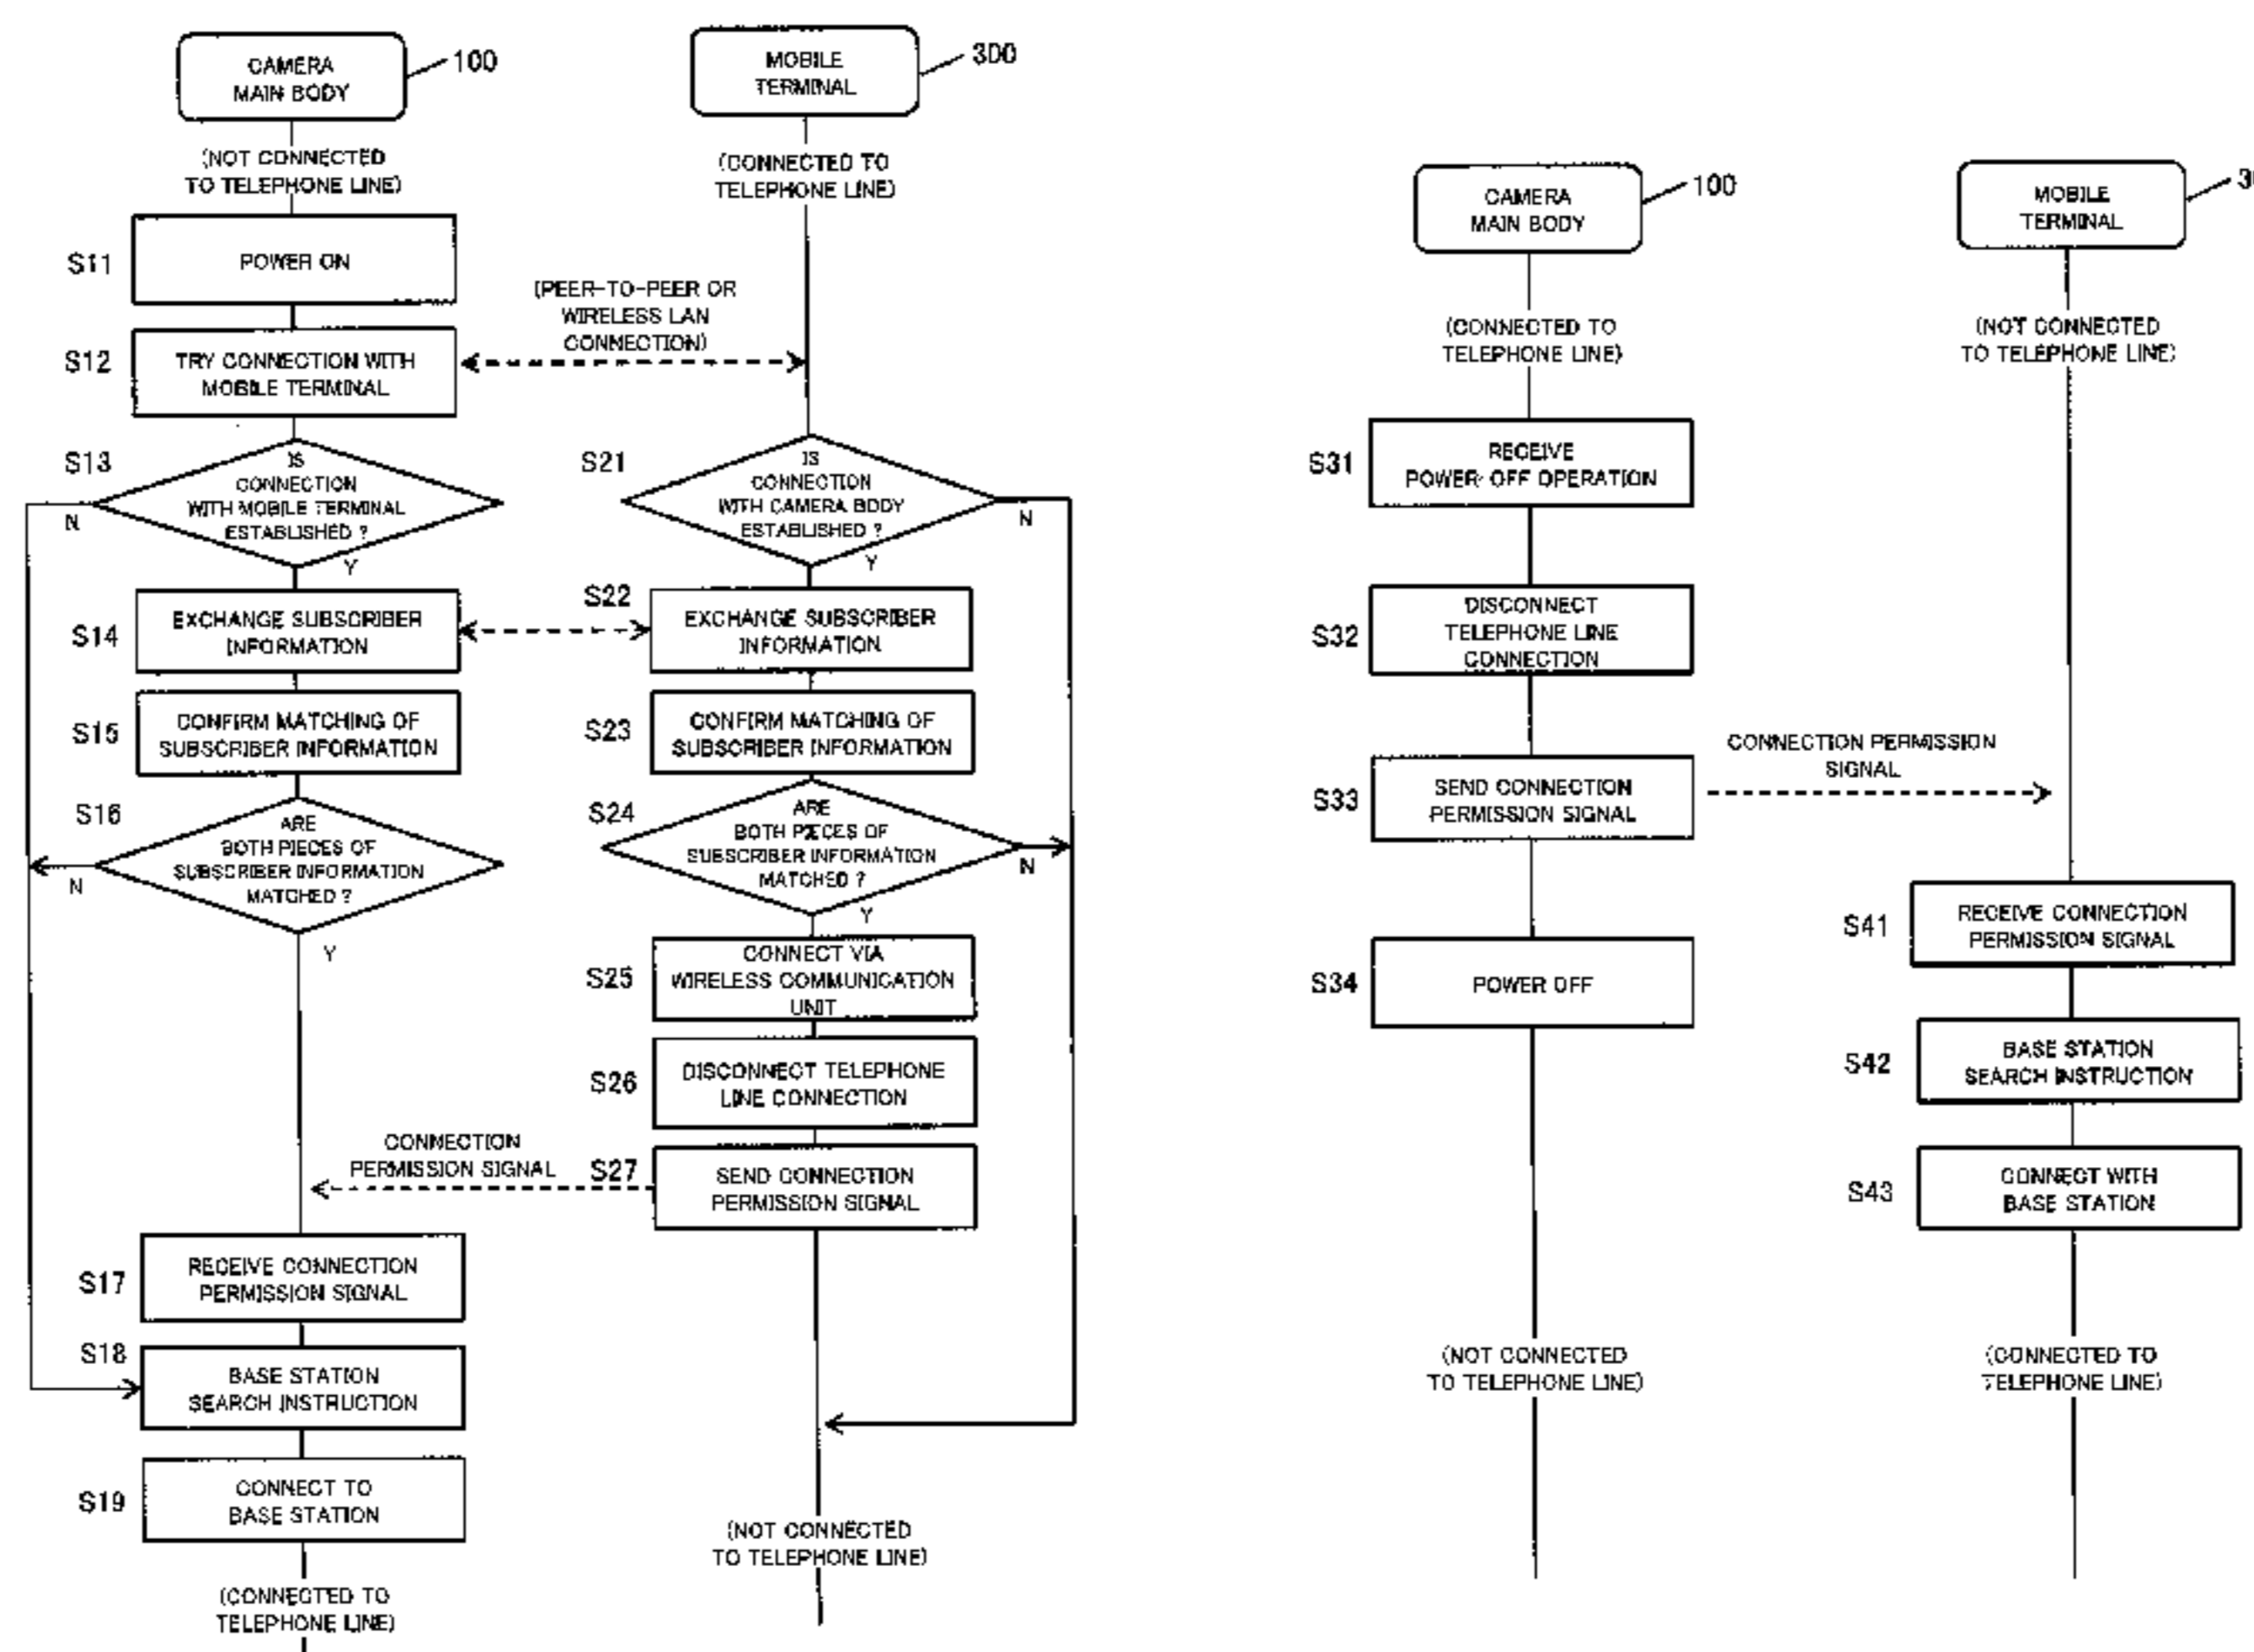 CAMERA
MAIN BODY
100
(NOT CONNECTED
TO TELEPHONE LINE)
S11
POWER ON
S12
TRY CONNECTION WITH
MOBILE TERMINAL
(PEER-TO-PEER OR
WIRELESS LAN
CONNECTION)
S13
IS
CONNECTION
WITH MOBILE TERMINAL
ESTABLISHED ?
N
Y
S14
EXCHANGE SUBSCRIBER
INFORMATION
S15
CONFIRM MATCHING OF
SUBSCRIBER INFORMATION
S16
ARE
BOTH PIECES OF
SUBSCRIBER INFORMATION
MATCHED ?
N
Y
CONNECTION
PERMISSION SIGNAL
S17
RECEIVE CONNECTION
PERMISSION SIGNAL
S18
BASE STATION
SEARCH INSTRUCTION
S19
CONNECT TO
BASE STATION
(CONNECTED TO
TELEPHONE LINE)
MOBILE
TERMINAL
300
(CONNECTED TO
TELEPHONE LINE)
S21
IS
CONNECTION
WITH CAMERA BODY
ESTABLISHED ?
N
Y
S22
EXCHANGE SUBSCRIBER
INFORMATION
S23
CONFIRM MATCHING OF
SUBSCRIBER INFORMATION
S24
ARE
BOTH PIECES OF
SUBSCRIBER INFORMATION
MATCHED ?
N
Y
S25
CONNECT VIA
WIRELESS COMMUNICATION
UNIT
S26
DISCONNECT TELEPHONE
LINE CONNECTION
S27
SEND CONNECTION
PERMISSION SIGNAL
(NOT CONNECTED
TO TELEPHONE LINE)
CAMERA
MAIN BODY
100
(CONNECTED TO
TELEPHONE LINE)
S31
RECEIVE
POWER-OFF OPERATION
S32
DISCONNECT
TELEPHONE LINE
CONNECTION
S33
SEND CONNECTION
PERMISSION SIGNAL
CONNECTION PERMISSION
SIGNAL
S34
POWER OFF
(NOT CONNECTED
TO TELEPHONE LINE)
MOBILE
TERMINAL
(NOT CONNECTED
TO TELEPHONE LINE)
S41
RECEIVE CONNECTION
PERMISSION SIGNAL
S42
BASE STATION
SEARCH INSTRUCTION
S43
CONNECT WITH
BASE STATION
(CONNECTED TO
TELEPHONE LINE)